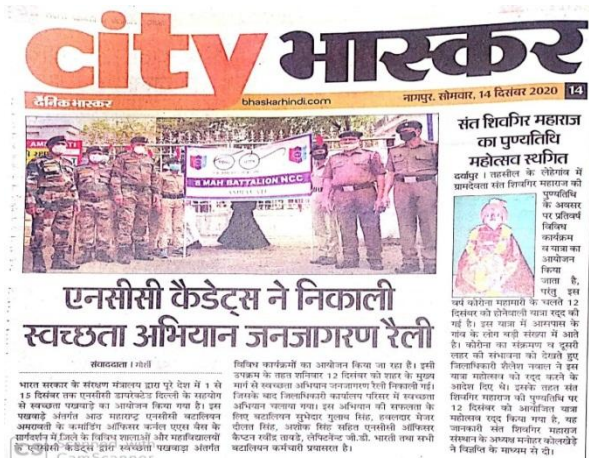 city भास्कर
दैनिक भास्कर
bhaskarhindi.com
नागपुर, सोमवार, 14 दिसंबर 2020
14
8 MAH BATTALION NCC
AMRAVATI
एनसीसी कैडेट्स ने निकाली
स्वच्छता अभियान जनजागरण रैली
संवाददाता । मोर्शी
भारत सरकार के संरक्षण मंत्रालय द्वारा पूरे देश में 1 से
15 दिसंबर तक एनसीसी डायरेक्टेड दिल्ली के सहयोग
से स्वच्छता पखवाड़े का आयोजन किया गया है। इस
पखवाड़े अंतर्गत आठ महाराष्ट्र एनसीसी बटालियन
अमरावती के कमांडिंग ऑफिसर कर्नल एएस बैंस के
मार्गदर्शन में जिले के विविध शालाओं और महाविद्यालयों
एनसीसी कैडेट्स द्वारा स्वच्छता पखवाड़ा अंतर्गत
विविध कार्यक्रमों का आयोजन किया जा रहा है। इसी
उपक्रम के तहत शनिवार 12 दिसंबर को शहर के मुख्य
मार्ग से स्वच्छता अभियान जनजागरण रैली निकाली गई।
जिसके बाद जिलाधिकारी कार्यालय परिसर में स्वच्छता
अभियान चलाया गया। इस अभियान की सफलता के
लिए बटालियन सुभेदार गुलाब सिंह, हवलदार मेजर
दौलत सिंह, अशोक सिंह सहित एनसीसी ऑफिसर
कैप्टन रवींद्र तावडे, लेफ्टिनेंट जी.डी. भारती तथा सभी
बटालियन कर्मचारी प्रयासरत है।
संत शिवगिर महाराज
का पुण्यतिथि
महोत्सव स्थगित
दर्यापुर । तहसील के लेहेगांव में
ग्रामदेवता संत शिवगिर महाराज की
पुण्यतिथि
के अवसर
पर प्रतिवर्ष
विविध
कार्यक्रम
व यात्रा का
आयोजन
किया
जाता है,
परंतु इस
वर्ष कोरोना महामारी के चलते 12
दिसंबर को होनेवाली यात्रा रद्द की
गई है। इस यात्रा में आसपास के
गांव के लोग बड़ी संख्या में आते
है। कोरोना का संक्रमण व दूसरी
लहर की संभावना को देखते हुए
जिलाधिकारी शैलेश नवाल ने इस
यात्रा महोत्सव को रद्द करने के
आदेश दिए थे। इसके तहत संत
शिवगिर महाराज की पुण्यतिथि पर
12 दिसंबर को आयोजित यात्रा
महोत्सव रद्द किया गया है, यह
जानकारी संत शिवगिर महाराज
संस्थान के अध्यक्ष मनोहर कोलखेडे
ने विज्ञप्ति के माध्यम से दी।
CS
CamScanner